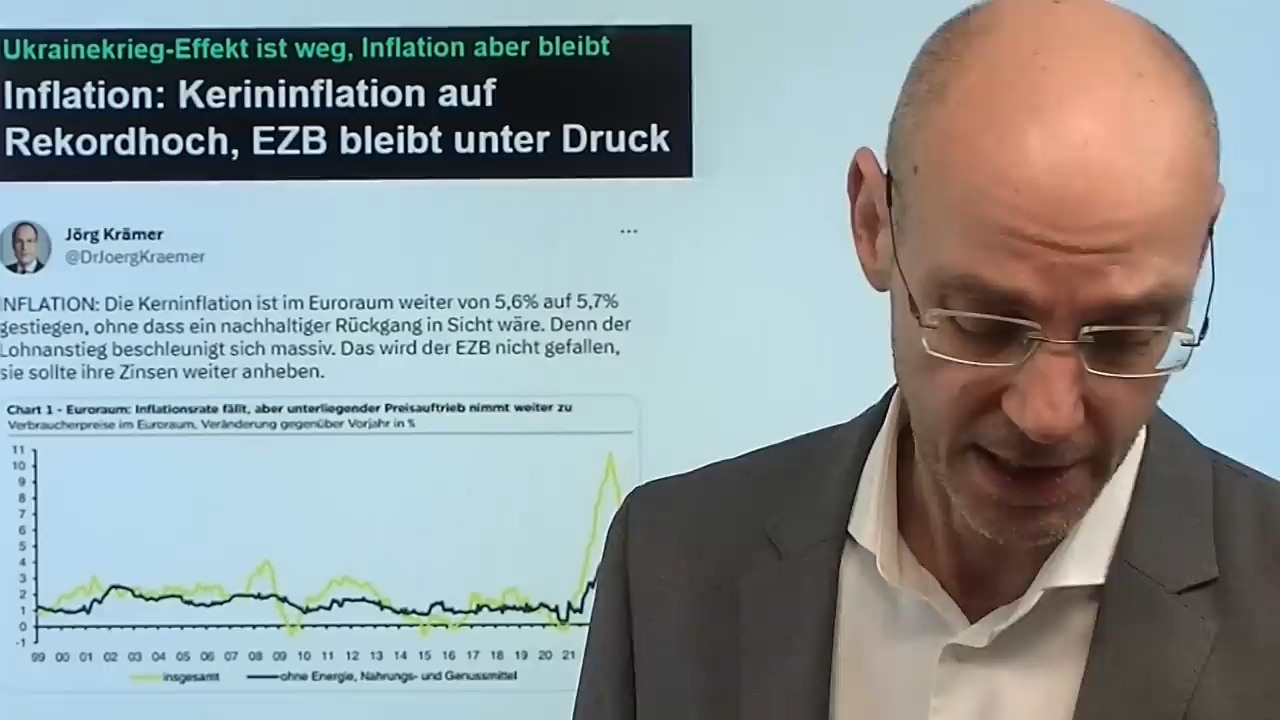 Ukrainekrieg-Effekt ist weg, Inflation aber bleibt
Inflation: Kerininflation auf
Rekordhoch, EZB bleibt unter Druck
Jörg Krämer
@DrJoergKraemer
...
INFLATION: Die Kerninflation ist im Euroraum weiter von 5,6% auf 5,7%
gestiegen, ohne dass ein nachhaltiger Rückgang in Sicht wäre. Denn der
Lohnanstieg beschleunigt sich massiv. Das wird der EZB nicht gefallen,
sie sollte ihre Zinsen weiter anheben.
Chart 1 - Euroraum: Inflationsrate fällt, aber unterliegender Preisauftrieb nimmt weiter zu
Verbraucherpreise im Euroraum, Veränderung gegenüber Vorjahr in %
11
10
9
8
7
6
5
4
3
2
1
0
-1
99 00 01 02 03 04 05 06 07 08 09 10 11 12 13 14 15 16 17 18 19 20 21
insgesamt ohne Energie, Nahrungs- und Genussmittel